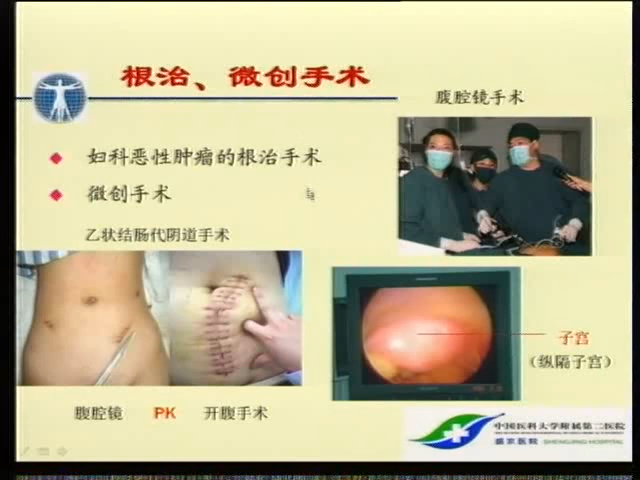 根治、微创手术
腹腔镜手术
妇科恶性肿瘤的根治手术
微创手术
乙状结肠代阴道手术
子宫
（纵隔子宫）
腹腔镜 PK 开腹手术
中国医科大学附属第二医院
盛京医院 SHENGJING HOSPITAL